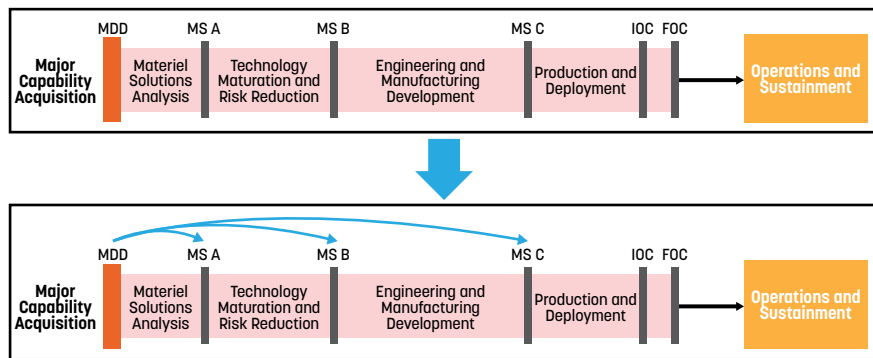 MDD MS A MS B MS C IOC FOC
Major
Capability
Acquisition
Materiel
Solutions
Analysis
Technology
Maturation and
Risk Reduction
Engineering and
Manufacturing
Development
Production and
Deployment
Operations and
Sustainment
MDD MS A MS B MS C IOC FOC
Major
Capability
Acquisition
Materiel
Solutions
Analysis
Technology
Maturation and
Risk Reduction
Engineering and
Manufacturing
Development
Production and
Deployment
Operations and
Sustainment